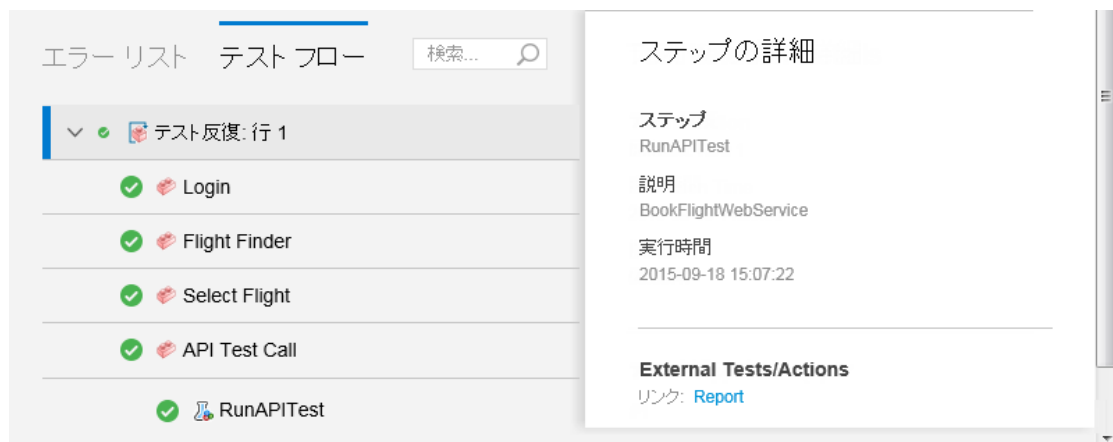 エラー リスト テスト フロー 検索...
テスト反復: 行 1
Login
Flight Finder
Select Flight
API Test Call
RunAPITest
ステップの詳細
ステップ
RunAPITest
説明
BookFlightWebService
実行時間
2015-09-18 15:07:22
External Tests/Actions
リンク: Report